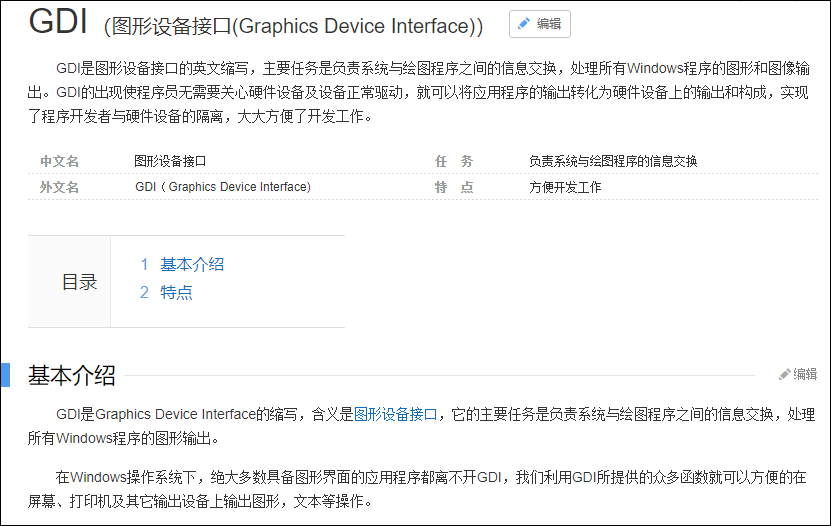 GDI（图形设备接口(Graphics Device Interface)） 编辑
GDI是图形设备接口的英文缩写，主要任务是负责系统与绘图程序之间的信息交换，处理所有Windows程序的图形和图像输
出。GDI的出现使程序员无需要关心硬件设备及设备正常驱动，就可以将应用程序的输出转化为硬件设备上的输出和构成，实现
了程序开发者与硬件设备的隔离，大大方便了开发工作。
中文名 图形设备接口 任 务 负责系统与绘图程序的信息交换
外文名 GDI（Graphics Device Interface) 特 点 方便开发工作
目录
1 基本介绍
2 特点
基本介绍 编辑
GDI是Graphics Device Interface的缩写，含义是图形设备接口，它的主要任务是负责系统与绘图程序之间的信息交换，处理
所有Windows程序的图形输出。
在Windows操作系统下，绝大多数具备图形界面的应用程序都离不开GDI，我们利用GDI所提供的众多函数就可以方便的在
屏幕、打印机及其它输出设备上输出图形，文本等操作。